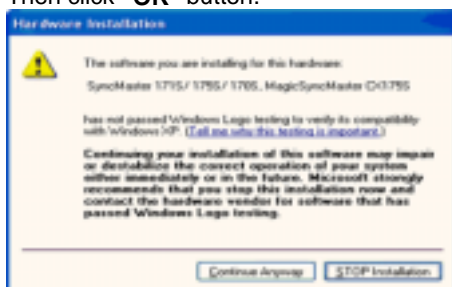 Then click "OK" button.
Hardware Installation
The software you are installing for this hardware:
SyncMaster 171S/ 175S/ 170S, MagicSyncMaster CX175S
has not passed Windows Logo testing to verify its compatibility
with Windows XP. (Tell me why this testing is important.)
Continuing your installation of this software may impair
or destabilize the correct operation of your system
either immediately or in the future. Microsoft strongly
recommends that you stop this installation now and
contact the hardware vendor for software that has
passed Windows Logo testing.
Continue Anyway
STOP Installation